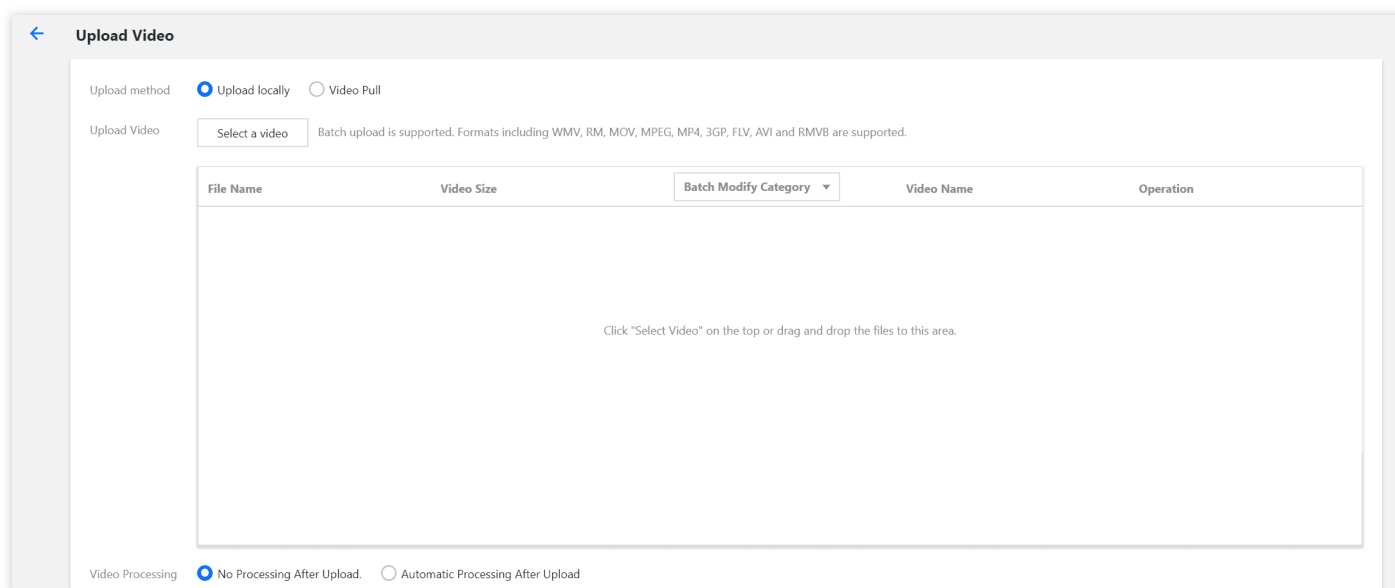 Upload Video
Upload method Upload locally Video Pull
Upload Video Select a video Batch upload is supported. Formats including WMV, RM, MOV, MPEG, MP4, 3GP, FLV, AVI and RMVB are supported.
File Name Video Size Batch Modify Category Video Name Operation
Click "Select Video" on the top or drag and drop the files to this area.
Video Processing No Processing After Upload. Automatic Processing After Upload